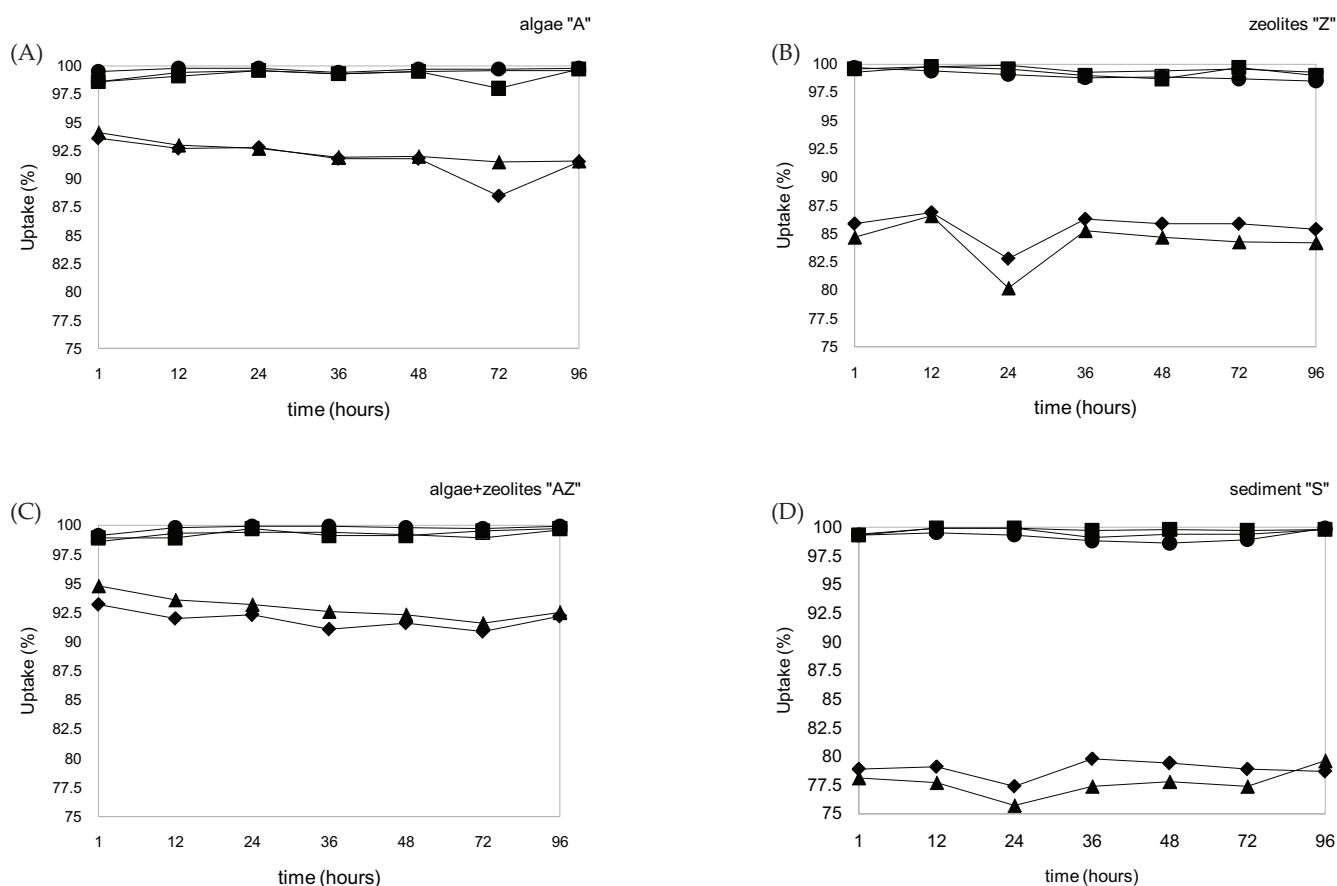 algae "A"
(A)
100
97.5
95
92.5
90
87.5
85
82.5
80
77.5
75
Uptake (%)
1 12 24 36 48 72 96
time (hours)
zeolites "Z"
(B)
100
97.5
95
92.5
90
87.5
85
82.5
80
77.5
75
Uptake (%)
1 12 24 36 48 72 96
time (hours)
algae+zeolites "AZ"
(C)
100
97.5
95
92.5
90
87.5
85
82.5
80
77.5
75
Uptake (%)
1 12 24 36 48 72 96
time (hours)
sediment "S"
(D)
100
97.5
95
92.5
90
87.5
85
82.5
80
77.5
75
Uptake (%)
1 12 24 36 48 72 96
time (hours)